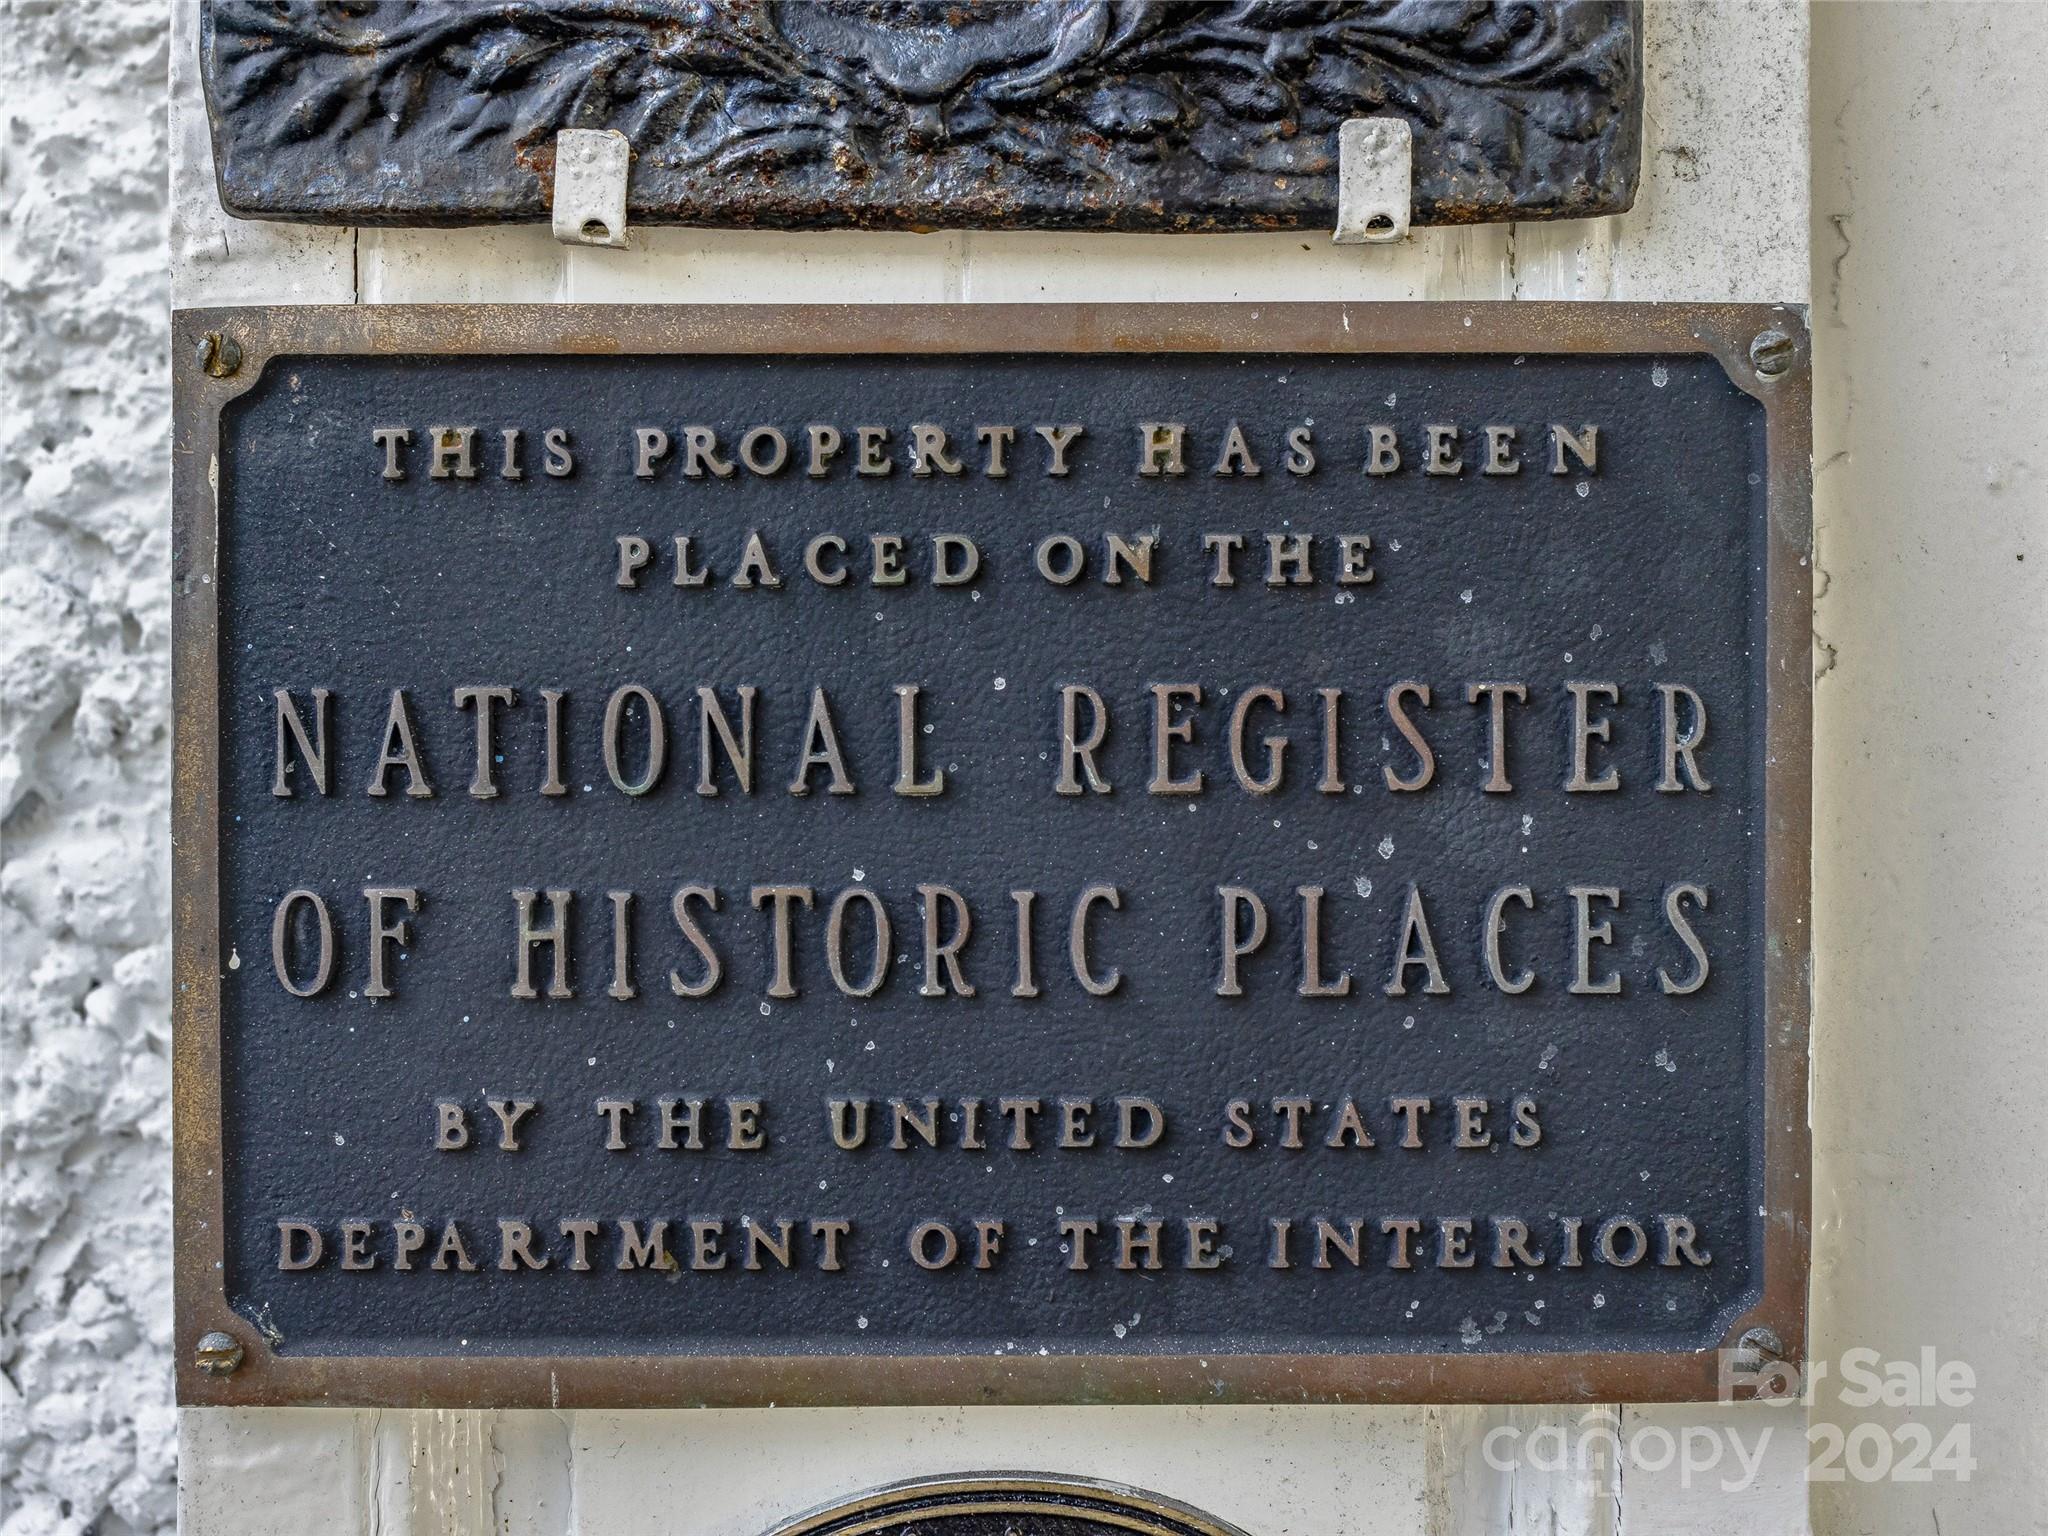 THIS PROPERTY HAS BEEN
PLACED ON THE
NATIONAL REGISTER
OF HISTORIC PLACES
BY THE UNITED STATES
DEPARTMENT OF THE INTERIOR
For Sale
canopy 2024
MLS